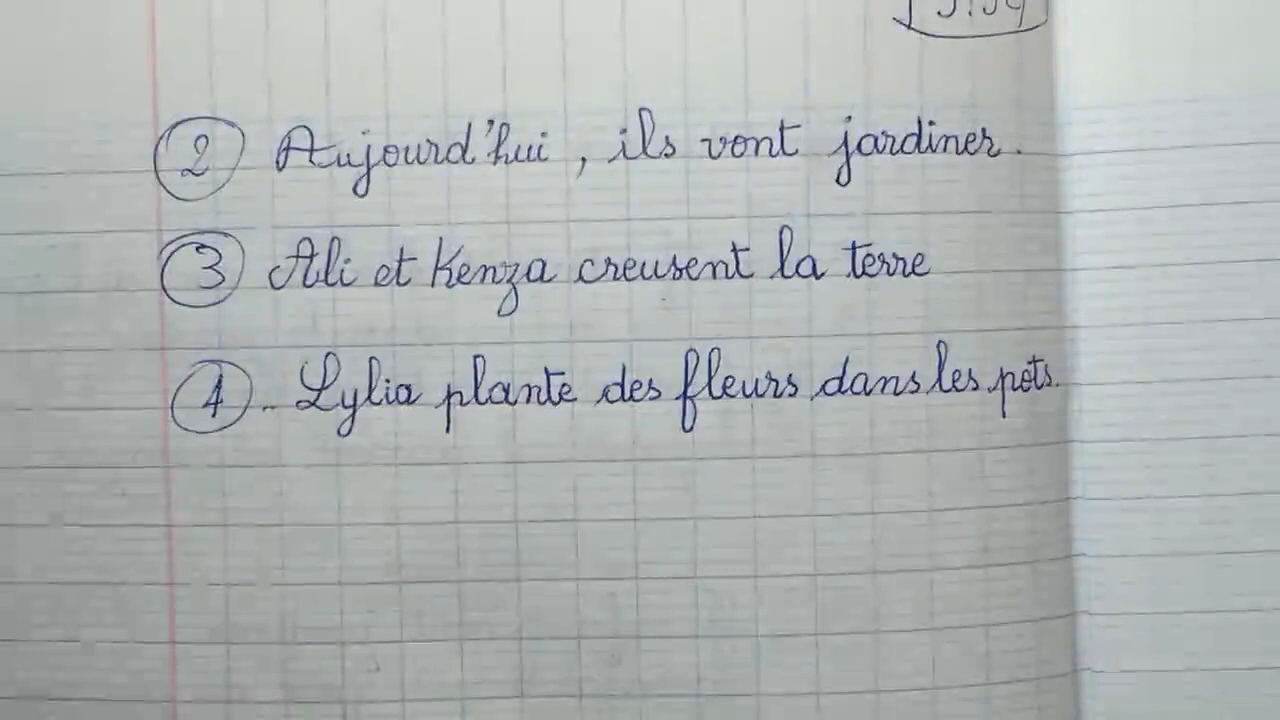 ② Aujourd'hui, ils vont jardiner.
③ Ali et Kenza creusent la terre
④.. Lylia plante des fleurs dans les pots.